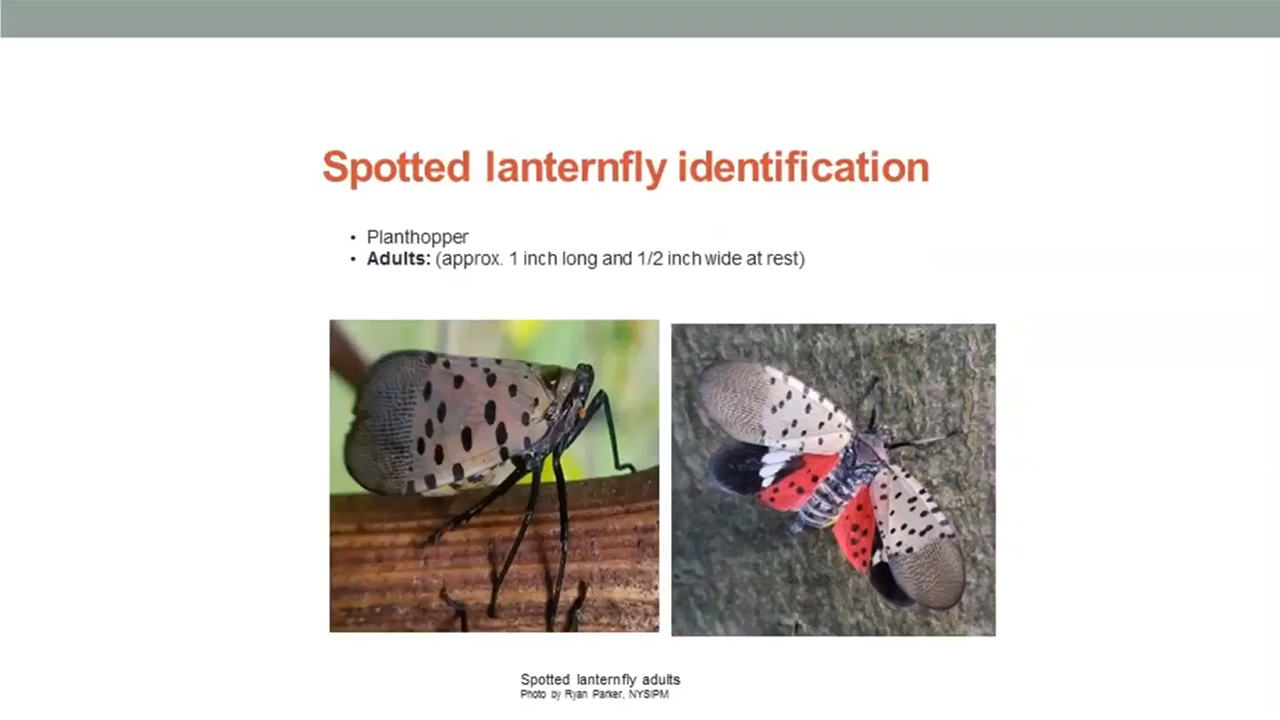 Spotted lanternfly identification
• Planthopper
• Adults: (approx. 1 inch long and 1/2 inch wide at rest)
Spotted lanternfly adults
Photo by Ryan Parker, NYSIPM